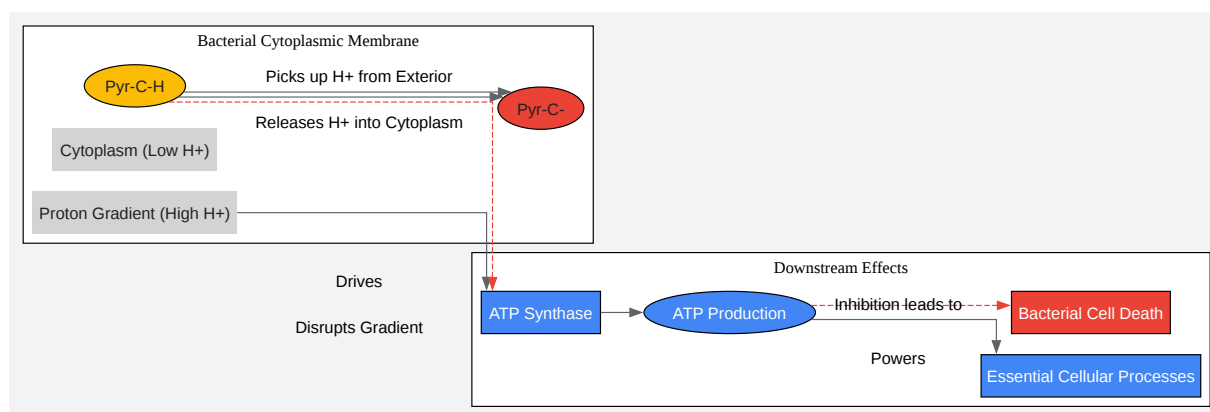 Bacterial Cytoplasmic Membrane
Pyr-C-H
Picks up H+ from Exterior
Pyr-C-
Releases H+ into Cytoplasm
Cytoplasm (Low H+)
Proton Gradient (High H+)
Downstream Effects
Drives
Disrupts Gradient
ATP Synthase
ATP Production
Inhibition leads to
Bacterial Cell Death
Powers
Essential Cellular Processes